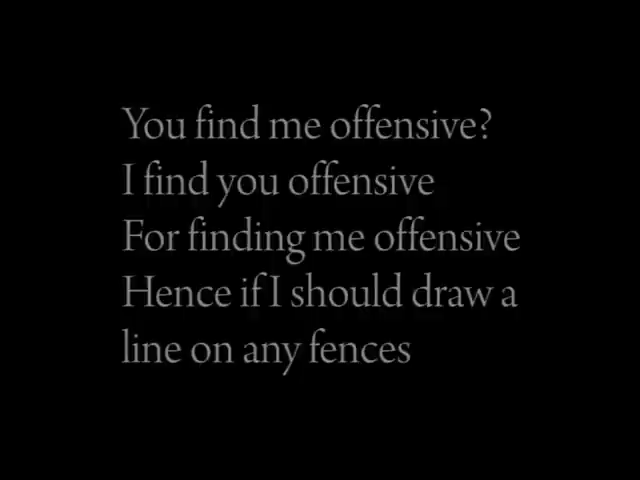 You find me offensive?
I find you offensive
For finding me offensive
Hence if I should draw a
line on any fences